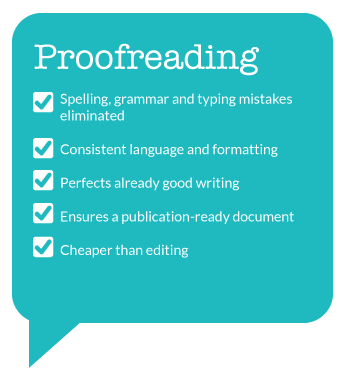 Proofreading
Spelling, grammar and typing mistakes
eliminated
Consistent language and formatting
Perfects already good writing
Ensures a publication-ready document
Cheaper than editing